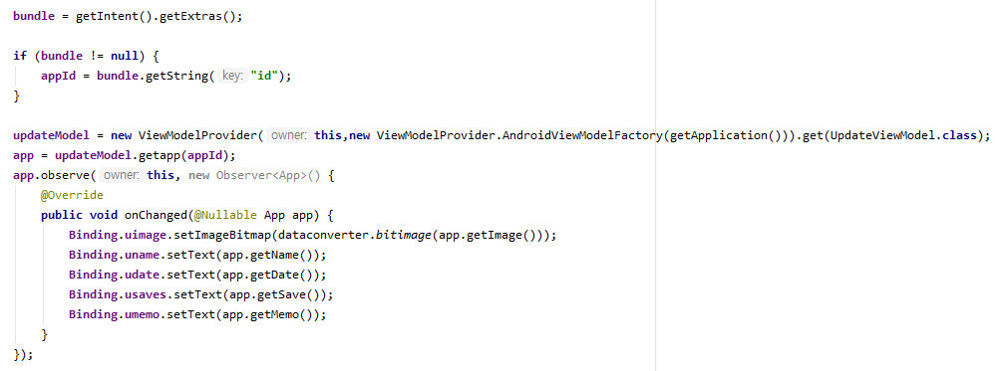 bundle = getIntent().getExtras();
if (bundle != null) {
appId = bundle.getString( key: "id");
}
updateModel = new ViewModelProvider( owner: this,new ViewModelProvider.AndroidViewModelFactory(getApplication())).get(UpdateViewModel.class);
app = updateModel.getapp(appId);
app.observe( owner: this, new Observer<App>() {
@Override
public void onChanged(@Nullable App app) {
Binding.uimage.setImageBitmap(dataconverter.bitimage(app.getImage()));
Binding.uname.setText(app.getName());
Binding.udate.setText(app.getDate());
Binding.usaves.setText(app.getSave());
Binding.umemo.setText(app.getMemo());
}
});